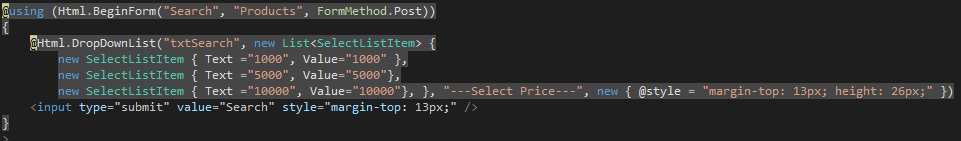 @using (Html.BeginForm("Search", "Products", FormMethod.Post))
{
@Html.DropDownList("txtSearch", new List<SelectListItem> {
new SelectListItem { Text ="1000", Value="1000" },
new SelectListItem { Text ="5000", Value="5000"},
new SelectListItem { Text ="10000", Value="10000"}, }, "---Select Price---", new { @style = "margin-top: 13px; height: 26px;" })
<input type="submit" value="Search" style="margin-top: 13px;" />
}